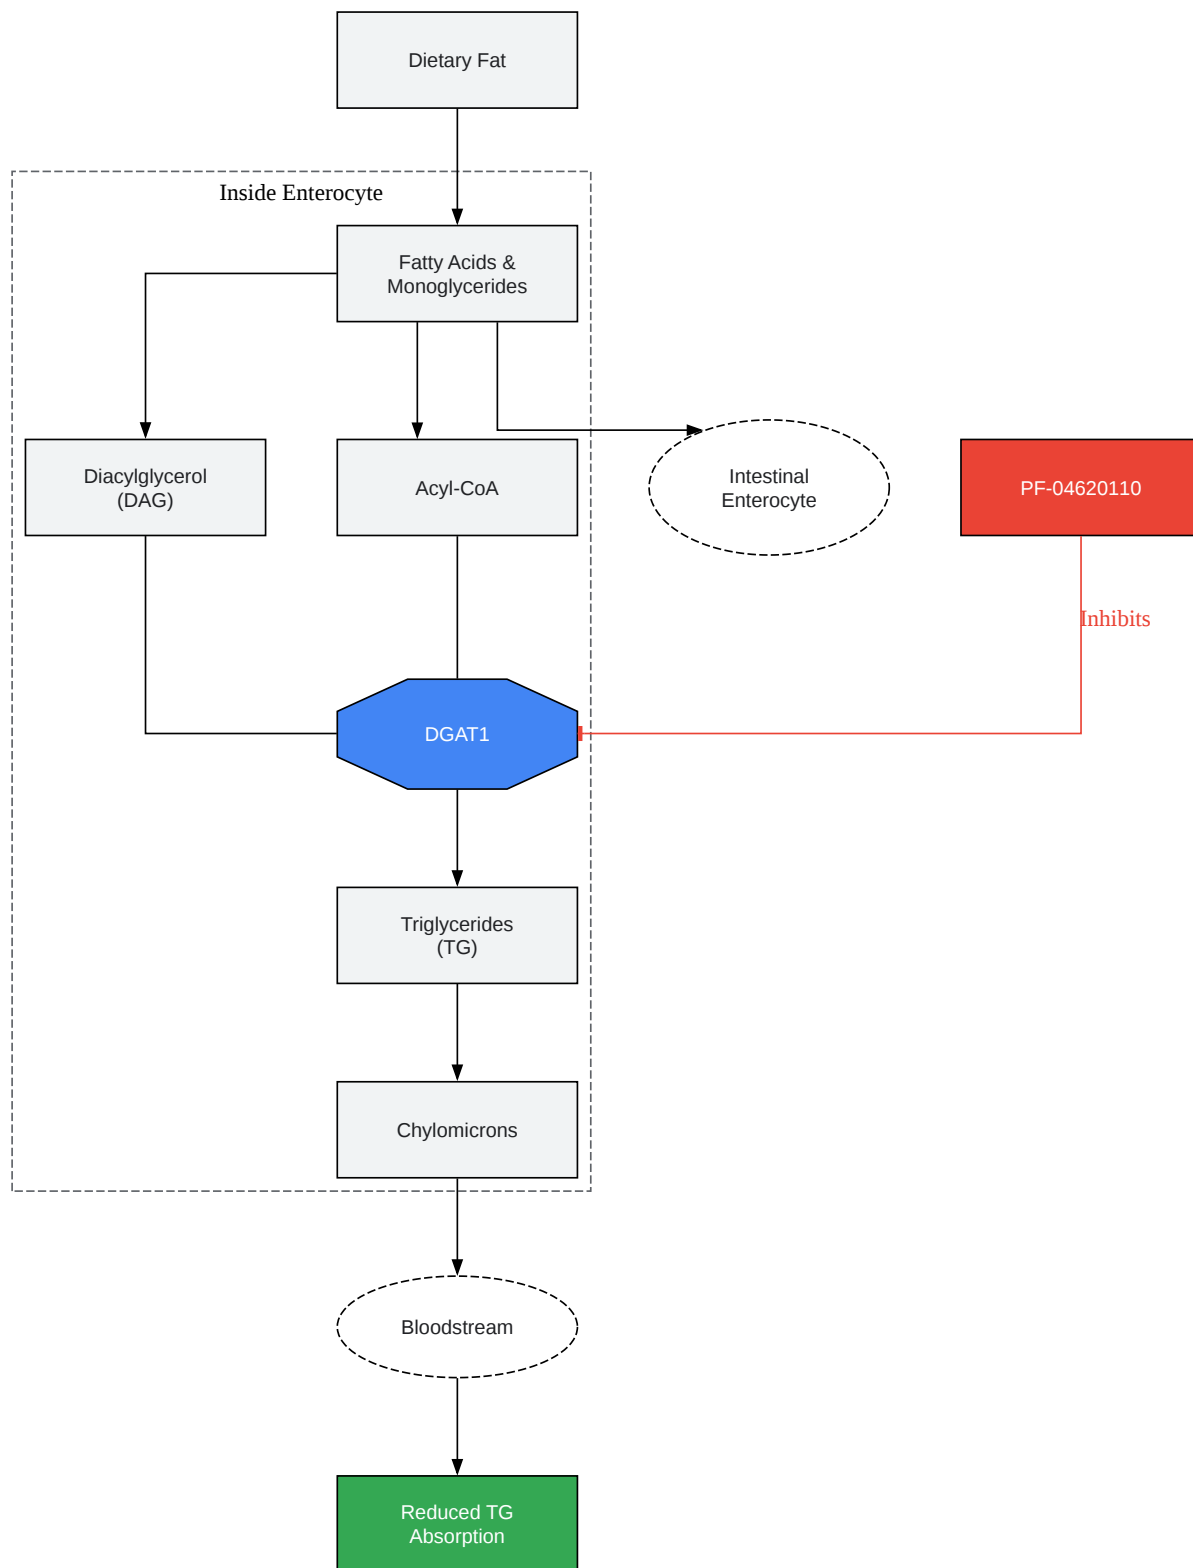 Dietary Fat
Inside Enterocyte
Fatty Acids &
Monoglycerides
Diacylglycerol
(DAG)
Acyl-CoA
Intestinal
Enterocyte
PF-04620110
Inhibits
DGAT1
Triglycerides
(TG)
Chylomicrons
Bloodstream
Reduced TG
Absorption